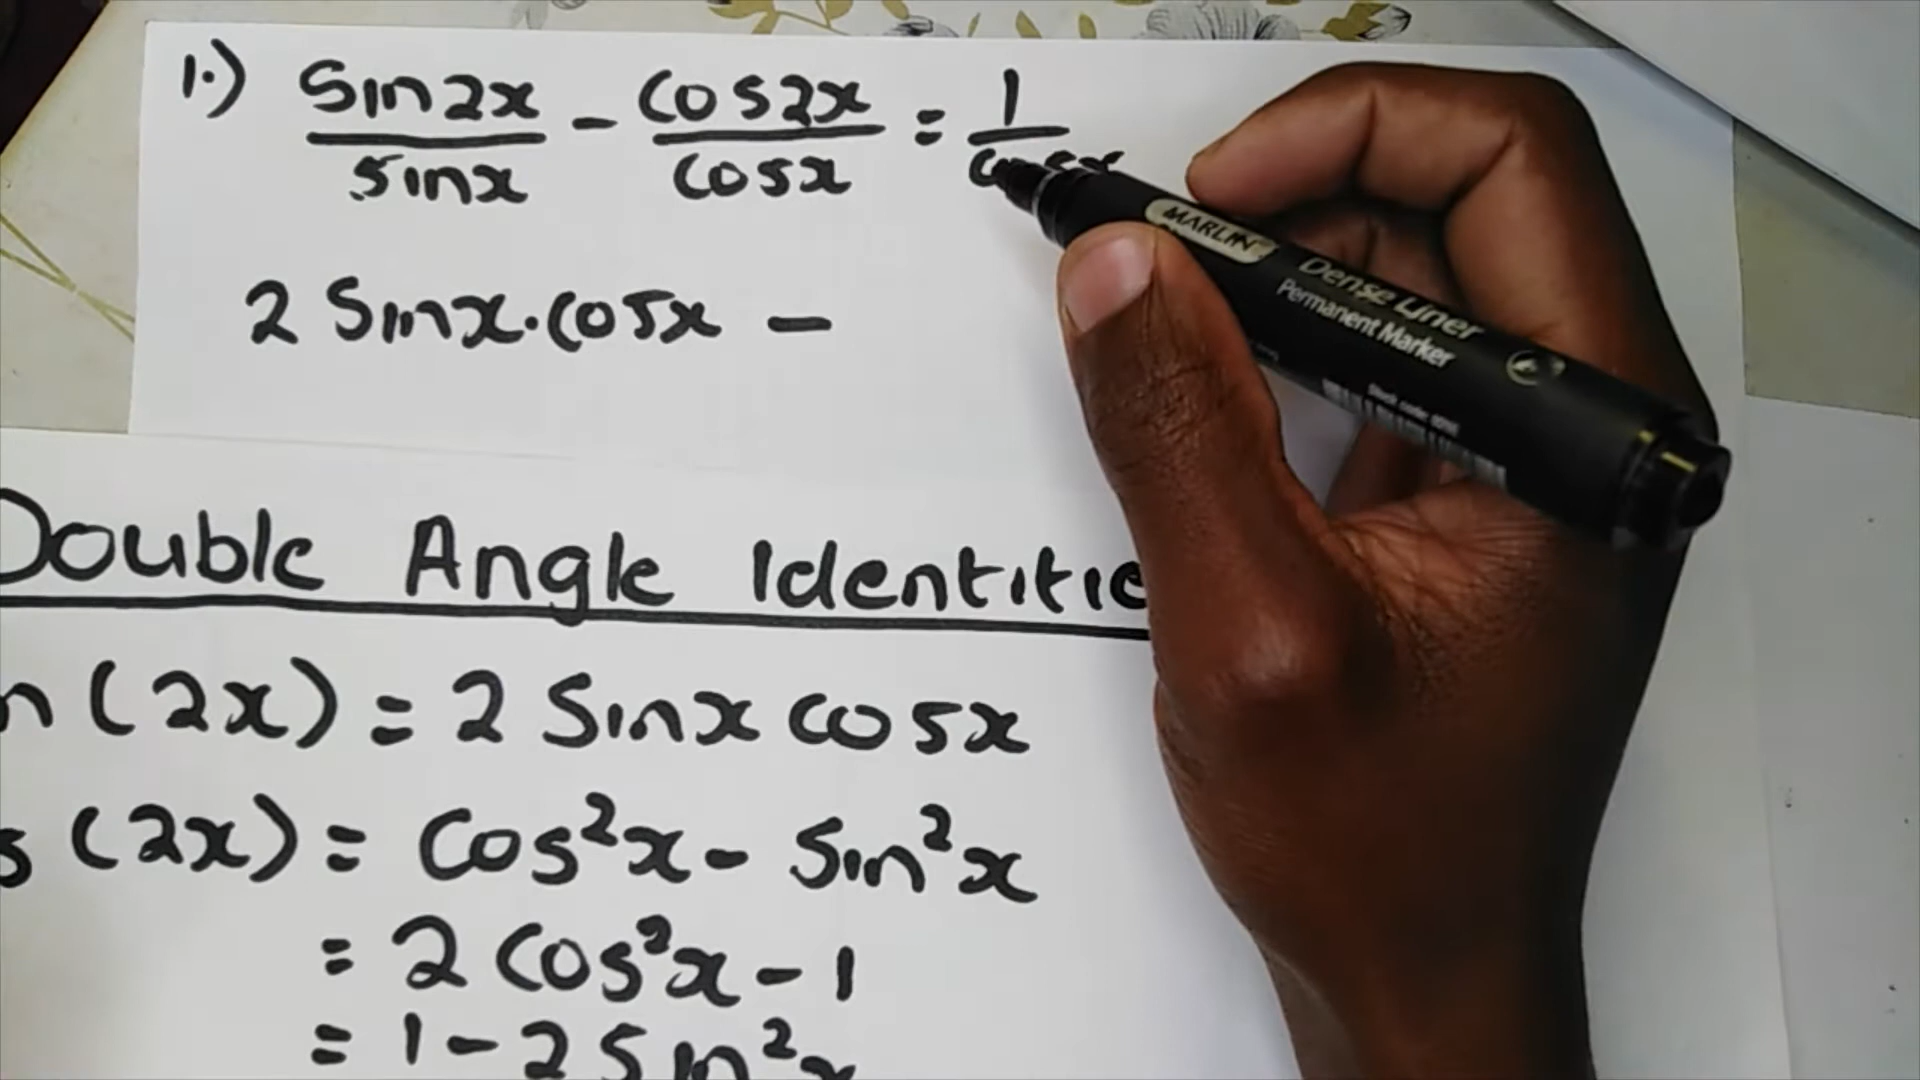 1.) sin2x/sinx - cos2x/cosx = 1/cosx
2 sinx.cosx -
MARLIN
Dense Liner
Permanent Marker
Double Angle Identitie
n (2x) = 2 sinx cosx
s (2x) = cos²x - sin²x
= 2 cos²x - 1
= 1 - 2 sin²x